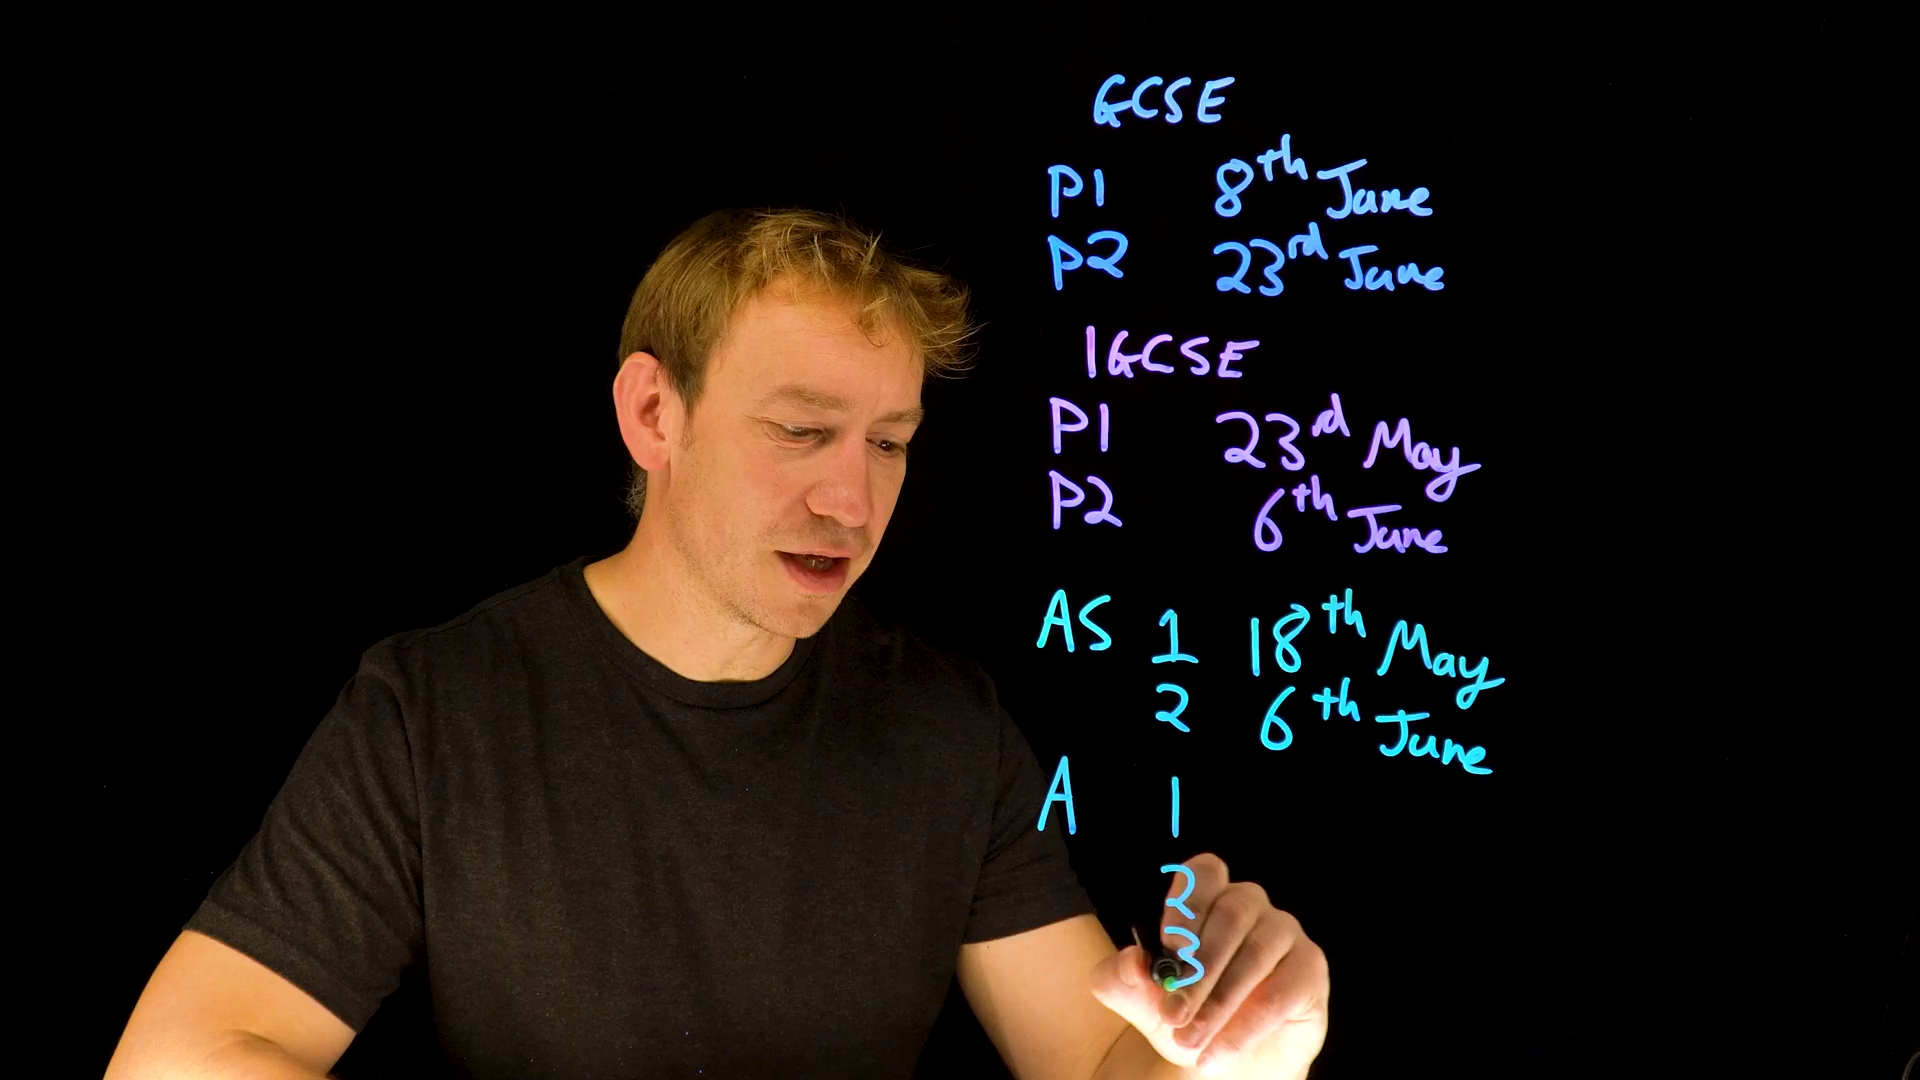 GCSE
P1 8th June
P2 23rd June
IGCSE
P1 23rd May
P2 6th June
AS 1 18th May
2 6th June
A 1
2
3